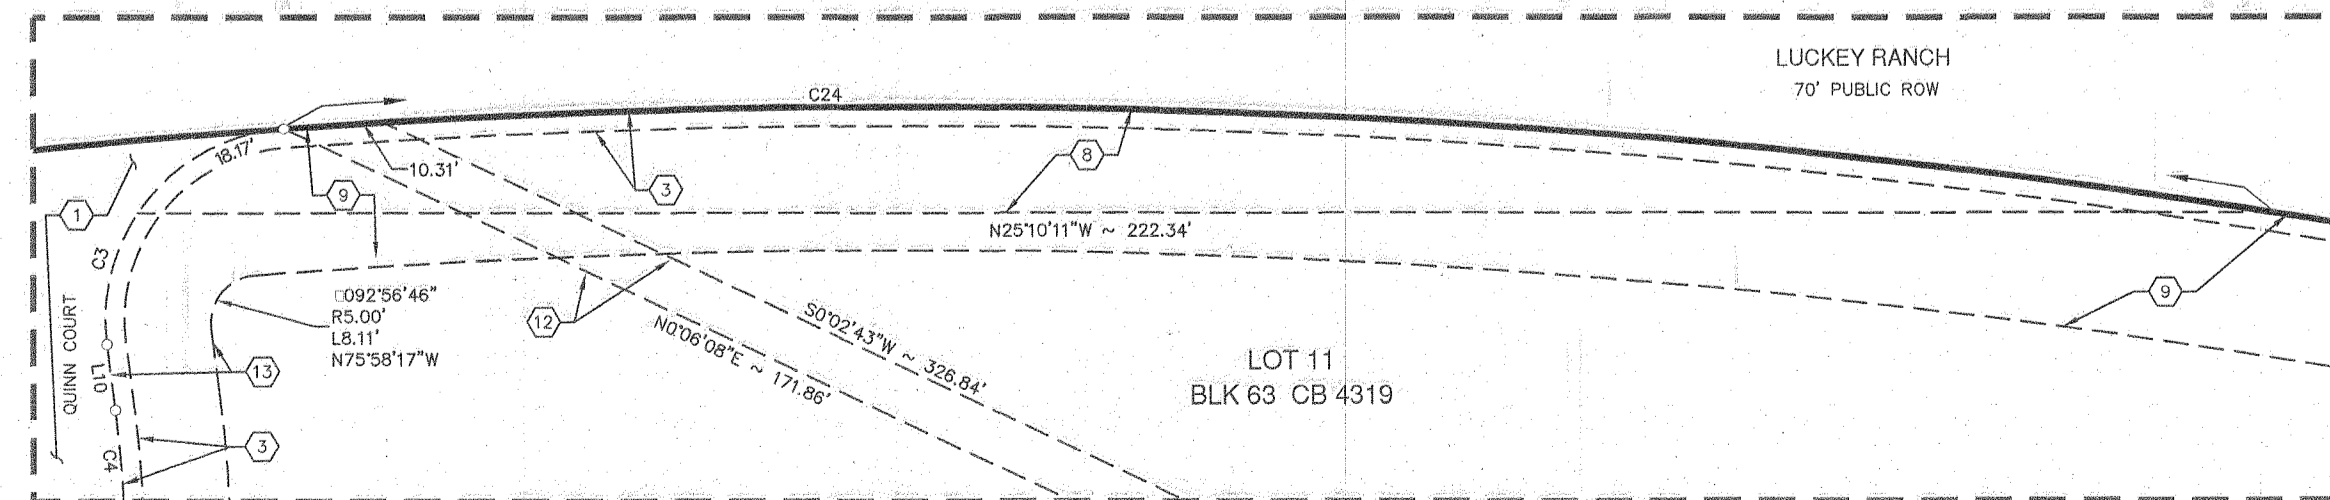 LUCKEY RANCH
70' PUBLIC ROW
C24
18.17'
10.31'
9
3
8
1
N25°10'11"W ~ 222.34'
C3
□092°56'46"
R5.00'
L8.11'
N75°58'17"W
12
9
S0°02'43"W ~ 326.84'
N0°06'08"E ~ 171.86'
QUINN COURT
L10
13
LOT 11
BLK 63 CB 4319
3
C4